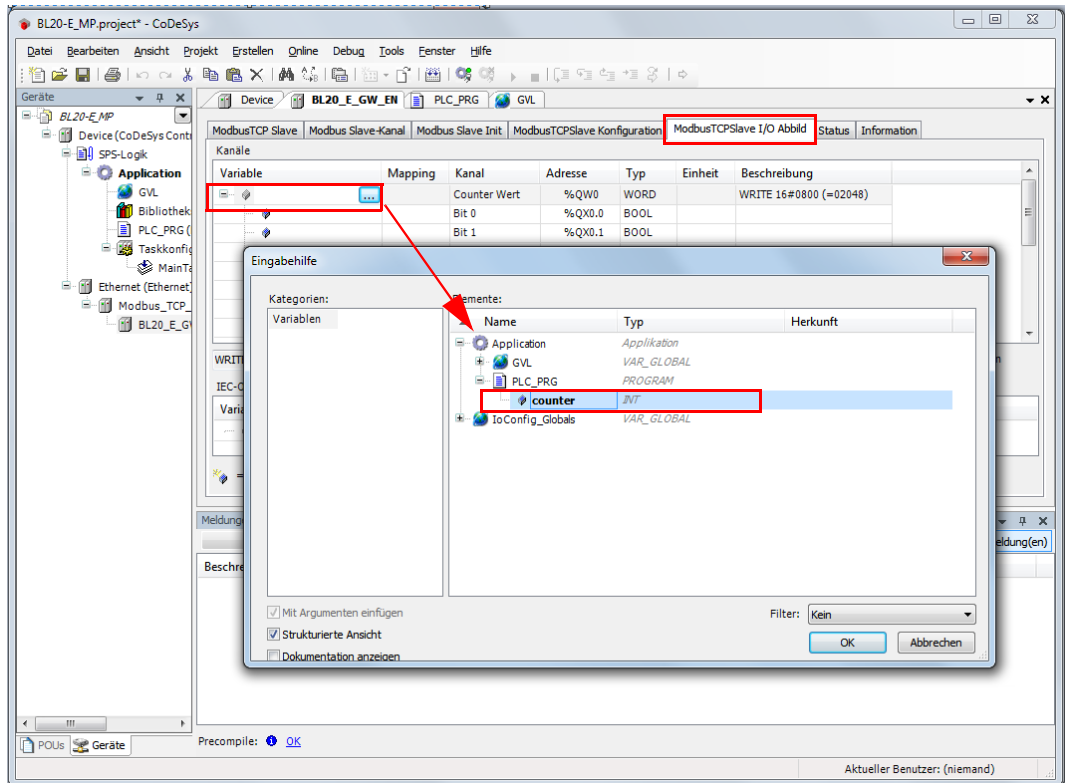 BL20-E_MP.project* - CoDeSys
Datei Bearbeiten Ansicht Projekt Erstellen Online Debug Tools Fenster Hilfe
Geräte
Device BL20_E_GW_EN PLC_PRG GVL
BL20-E_MP
Device (CoDeSys Cont
SPS-Logik
Application
GVL
Bibliothek
PLC_PRG (
Taskkonfig
MainTa
Ethernet (Ethernet)
Modbus_TCP_
BL20_E_G
ModbusTCP Slave Modbus Slave-Kanal Modbus Slave Init ModbusTCPSlave Konfiguration ModbusTCPSlave I/O Abbild Status Information
Kanäle
Variable Mapping Kanal Adresse Typ Einheit Beschreibung
... Counter Wert %QW0 WORD WRITE 16#0800 (=02048)
Bit 0 %QX0.0 BOOL
Bit 1 %QX0.1 BOOL
WRIT
IEC-O
Varia
=
Eingabehilfe
Kategorien:
Variablen
Elemente:
Name Typ Herkunft
Application Applikation
GVL VAR_GLOBAL
PLC_PRG PROGRAM
counter INT
IoConfig_Globals VAR_GLOBAL
Mit Argumenten einfügen
Strukturierte Ansicht
Dokumentation anzeigen
Filter: Kein
OK Abbrechen
Meldung
eldung(en)
Beschre
POUs Geräte
Precompile: OK
Aktueller Benutzer: (niemand)